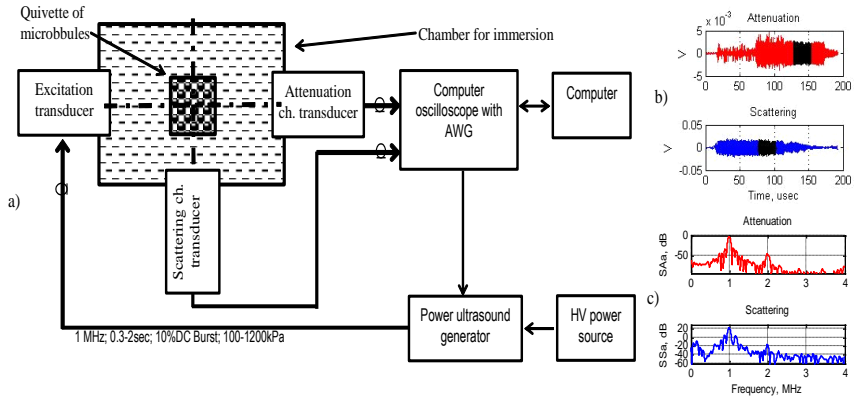 Quivette of
microbbules
Chamber for immersion
Excitation
transducer
Attenuation
ch. transducer
Computer
oscilloscope with
AWG
Computer
a)
Scattering ch.
transducer
1 MHz; 0.3-2sec; 10%DC Burst; 100-1200kPa
Power ultrasound
generator
HV power
source
b)
x 10⁻³
Attenuation
V
5
0
-5
0 50 100 150 200
Scattering
V
0.05
0
-0.05
0 50 100 150 200
Time, usec
c)
Attenuation
SAa, dB
0
-50
0 1 2 3 4
Scattering
SSa, dB
20
0
-20
-40
-60
0 1 2 3 4
Frequency, MHz